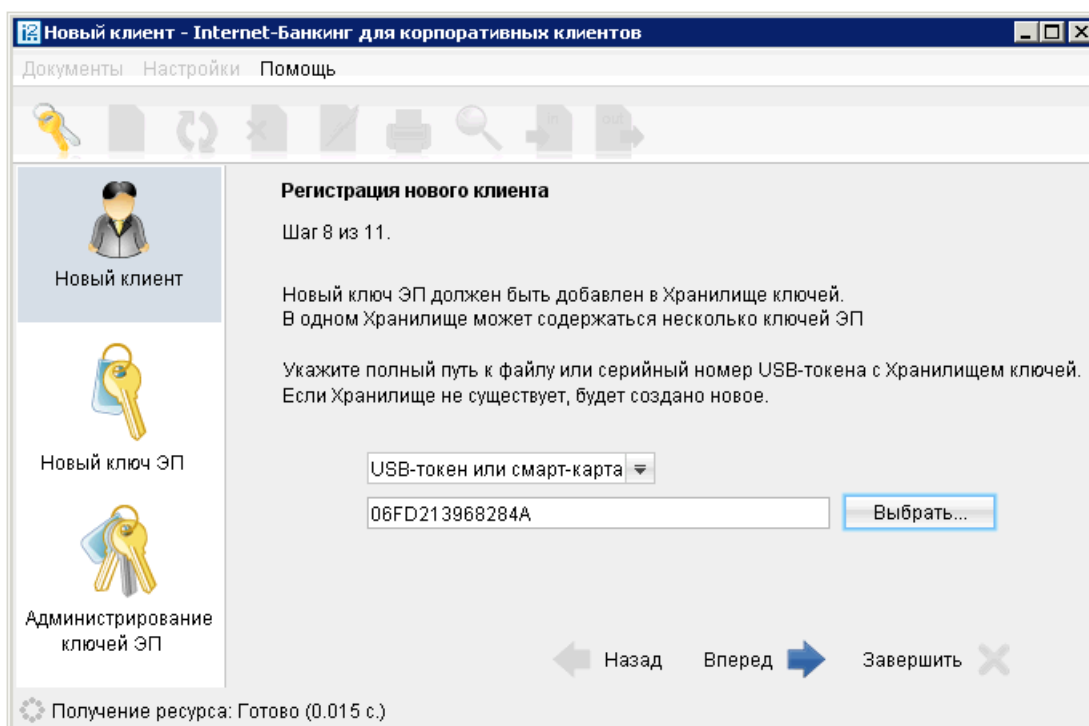 Новый клиент - Internet-Банкинг для корпоративных клиентов
Документы Настройки Помощь
in out
Новый клиент
Новый ключ ЭП
Администрирование
ключей ЭП
Регистрация нового клиента
Шаг 8 из 11.
Новый ключ ЭП должен быть добавлен в Хранилище ключей.
В одном Хранилище может содержаться несколько ключей ЭП
Укажите полный путь к файлу или серийный номер USB-токена с Хранилищем ключей.
Если Хранилище не существует, будет создано новое.
USB-токен или смарт-карта
06FD213968284A Выбрать...
Назад Вперед Завершить
Получение ресурса: Готово (0.015 с.)